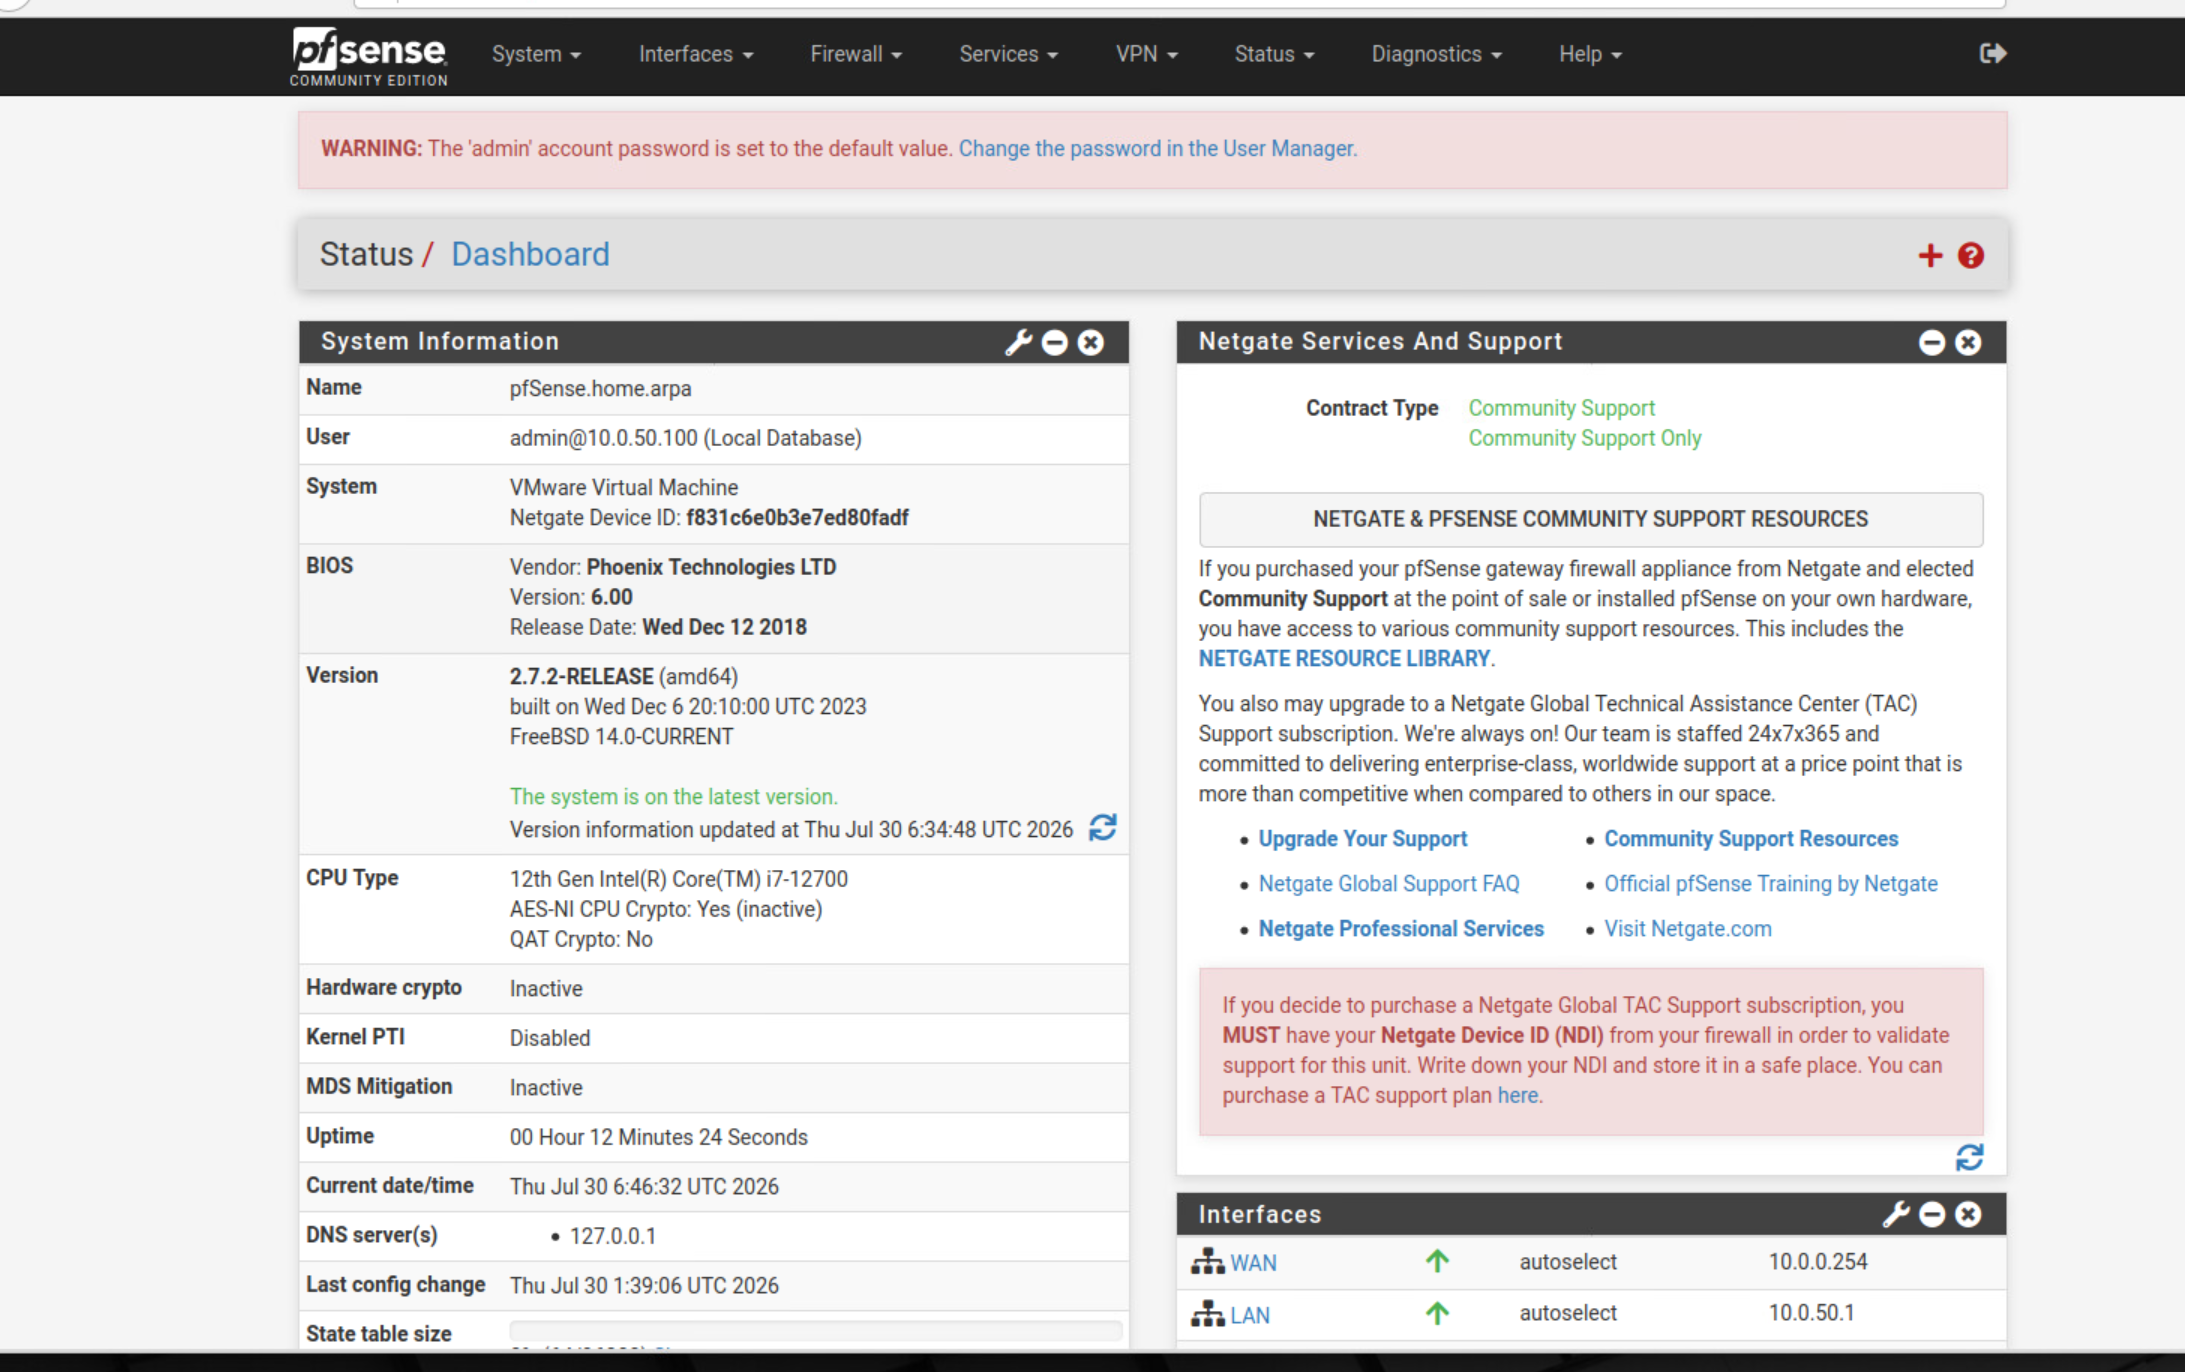 pfsense
COMMUNITY EDITION
System
Interfaces
Firewall
Services
VPN
Status
Diagnostics
Help
WARNING: The 'admin' account password is set to the default value. Change the password in the User Manager.
Status / Dashboard
System Information
Name
pfSense.home.arpa
User
admin@10.0.50.100 (Local Database)
System
VMware Virtual Machine
Netgate Device ID: f831c6e0b3e7ed80fadf
BIOS
Vendor: Phoenix Technologies LTD
Version: 6.00
Release Date: Wed Dec 12 2018
Version
2.7.2-RELEASE (amd64)
built on Wed Dec 6 20:10:00 UTC 2023
FreeBSD 14.0-CURRENT
The system is on the latest version.
Version information updated at Thu Jul 30 6:34:48 UTC 2026
CPU Type
12th Gen Intel(R) Core(TM) i7-12700
AES-NI CPU Crypto: Yes (inactive)
QAT Crypto: No
Hardware crypto
Inactive
Kernel PTI
Disabled
MDS Mitigation
Inactive
Uptime
00 Hour 12 Minutes 24 Seconds
Current date/time
Thu Jul 30 6:46:32 UTC 2026
DNS server(s)
• 127.0.0.1
Last config change
Thu Jul 30 1:39:06 UTC 2026
State table size
Netgate Services And Support
Contract Type
Community Support
Community Support Only
NETGATE & PFSENSE COMMUNITY SUPPORT RESOURCES
If you purchased your pfSense gateway firewall appliance from Netgate and elected
Community Support at the point of sale or installed pfSense on your own hardware,
you have access to various community support resources. This includes the
NETGATE RESOURCE LIBRARY.
You also may upgrade to a Netgate Global Technical Assistance Center (TAC)
Support subscription. We're always on! Our team is staffed 24x7x365 and
committed to delivering enterprise-class, worldwide support at a price point that is
more than competitive when compared to others in our space.
• Upgrade Your Support
• Community Support Resources
• Netgate Global Support FAQ
• Official pfSense Training by Netgate
• Netgate Professional Services
• Visit Netgate.com
If you decide to purchase a Netgate Global TAC Support subscription, you
MUST have your Netgate Device ID (NDI) from your firewall in order to validate
support for this unit. Write down your NDI and store it in a safe place. You can
purchase a TAC support plan here.
Interfaces
WAN
autoselect
10.0.0.254
LAN
autoselect
10.0.50.1